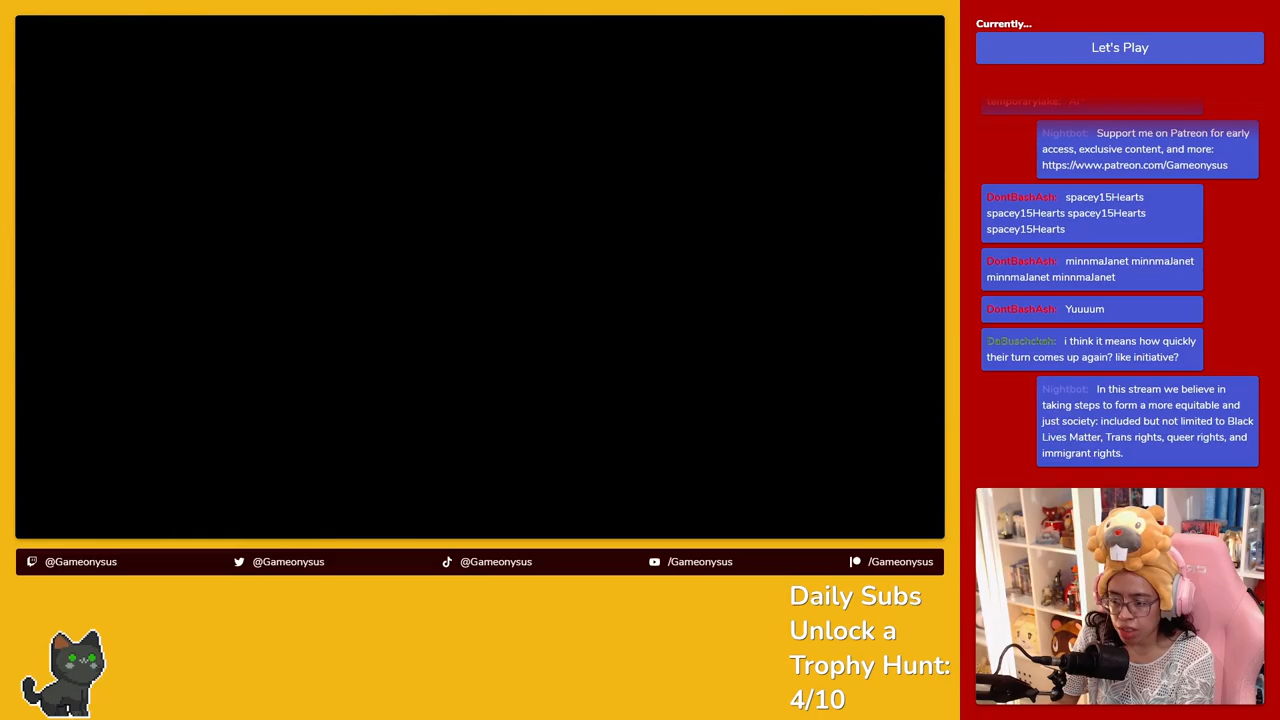 Currently...
Let's Play
temporarylake:
Nightbot: Support me on Patreon for early
access, exclusive content, and more:
https://www.patreon.com/Gameonysus
DontBashAsh: spacey15Hearts
spacey15Hearts spacey15Hearts
spacey15Hearts
DontBashAsh: minnmaJanet minnmaJanet
minnmaJanet minnmaJanet
DontBashAsh: Yuuuum
DaBuschckah: i think it means how quickly
their turn comes up again? like initiative?
Nightbot: In this stream we believe in
taking steps to form a more equitable and
just society: included but not limited to Black
Lives Matter, Trans rights, queer rights, and
immigrant rights.
@Gameonysus @Gameonysus @Gameonysus /Gameonysus /Gameonysus
Daily Subs
Unlock a
Trophy Hunt:
4/10